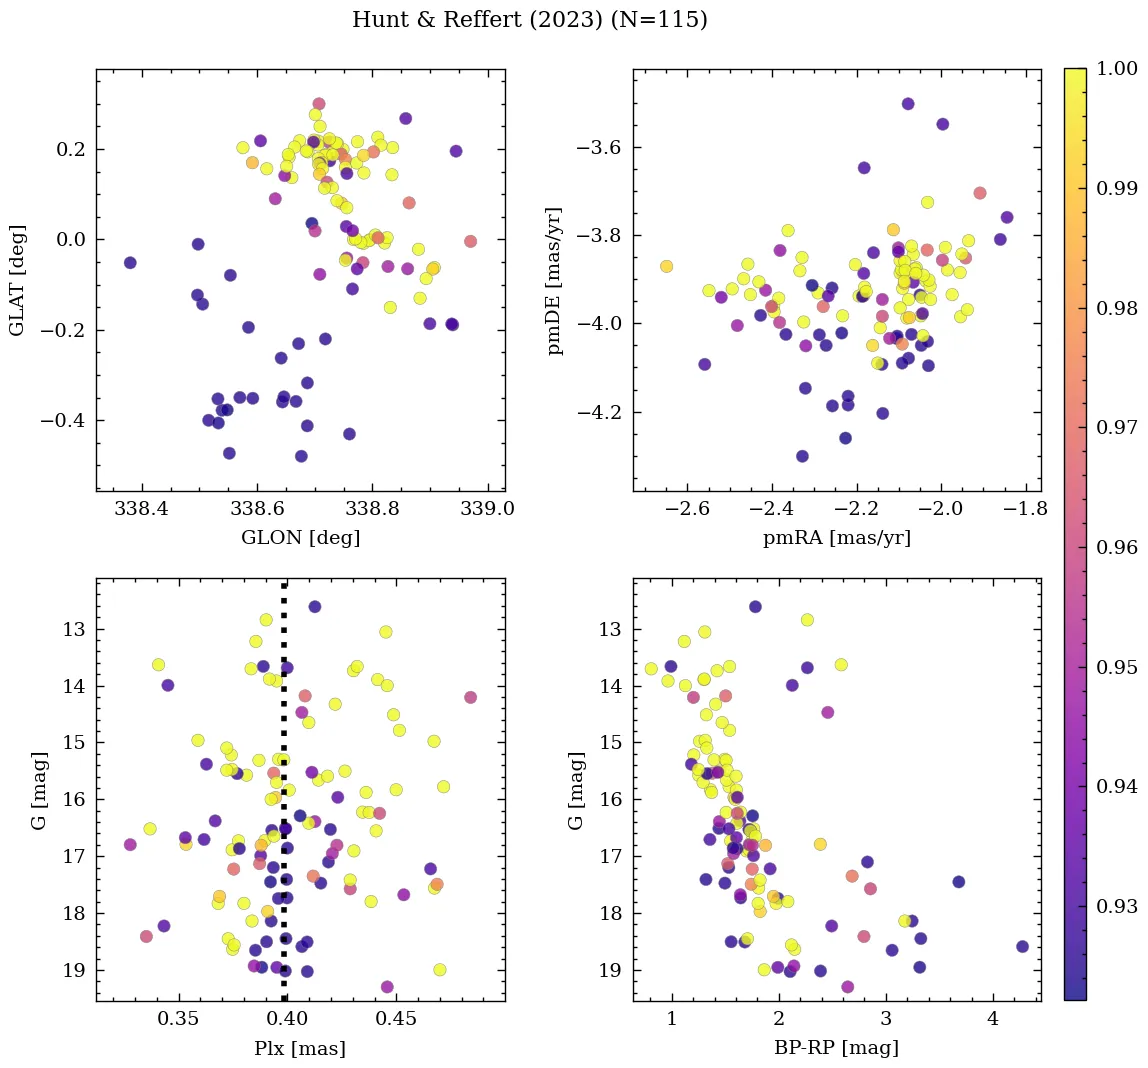 Hunt & Reffert (2023) (N=115)
GLAT [deg]
0.2
0.0
−0.2
−0.4
338.4 338.6 338.8 339.0
GLON [deg]
pmDE [mas/yr]
−3.6
−3.8
−4.0
−4.2
−2.6 −2.4 −2.2 −2.0 −1.8
pmRA [mas/yr]
1.00
0.99
0.98
0.97
0.96
0.95
0.94
0.93
G [mag]
13
14
15
16
17
18
19
0.35 0.40 0.45
Plx [mas]
G [mag]
13
14
15
16
17
18
19
1 2 3 4
BP-RP [mag]